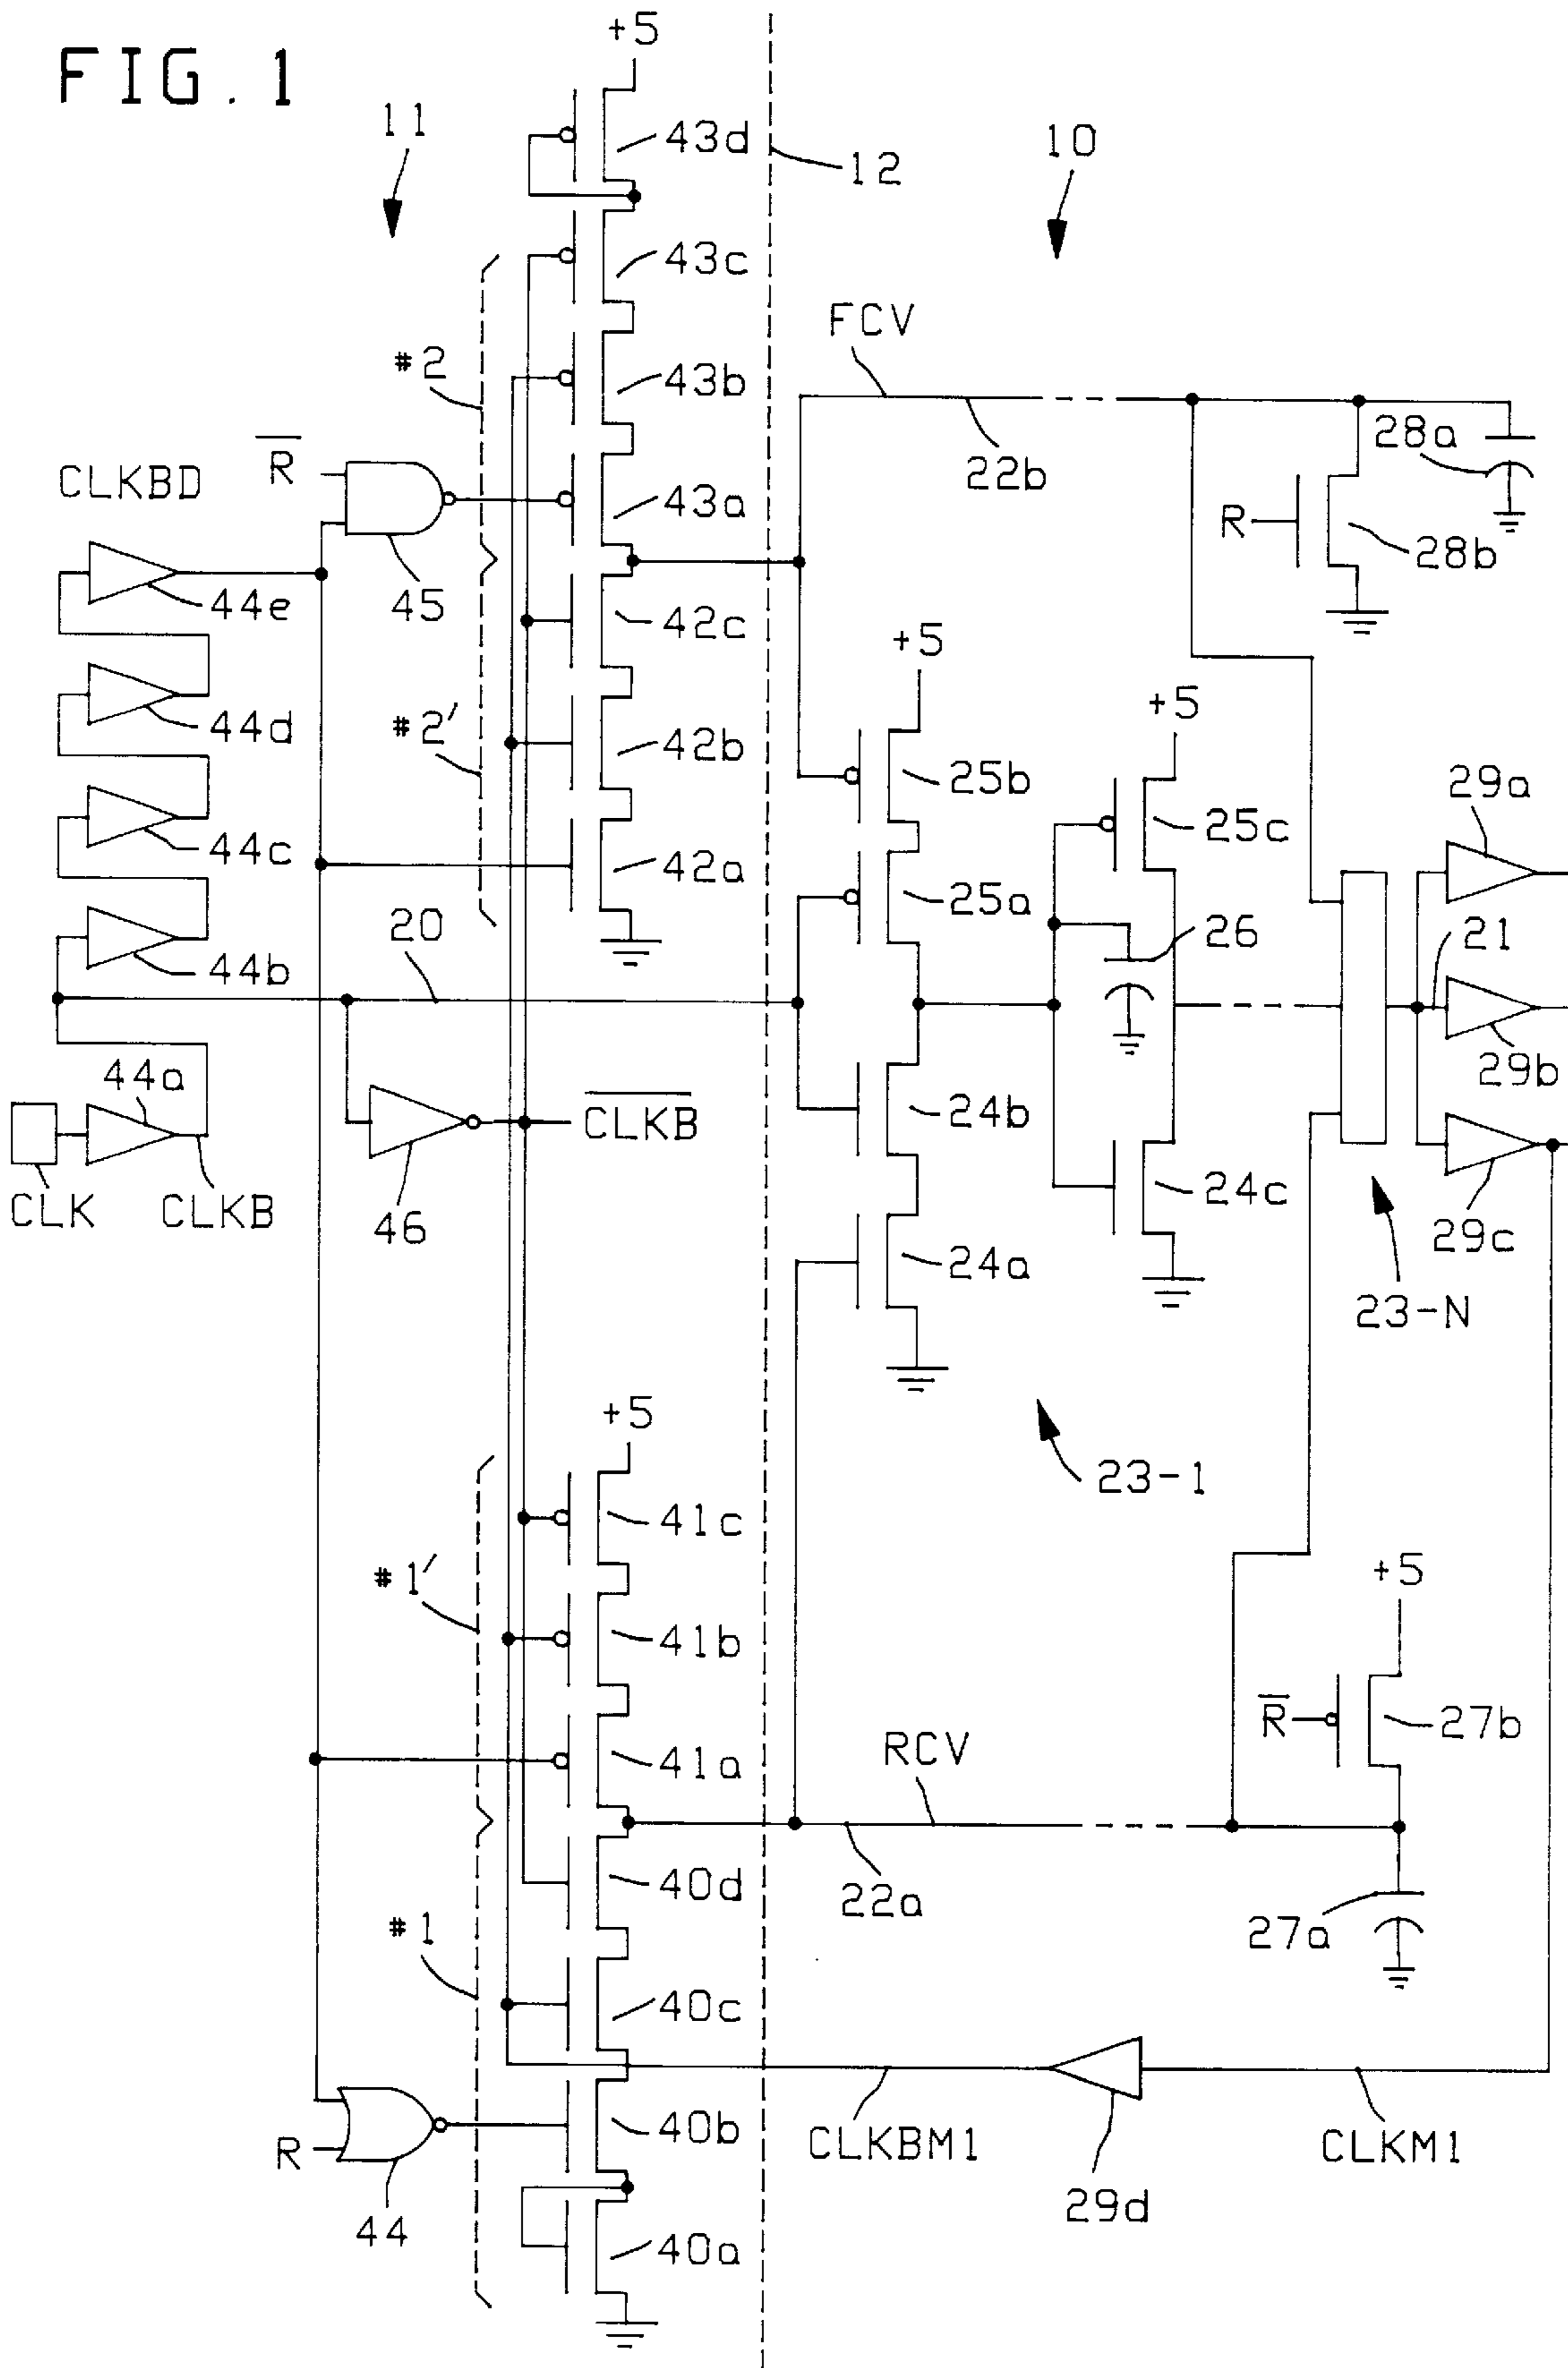 FIG. 1
+5
11
43d
12
10
43c
FCV
#2
43b
R̅
CLKBD
43a
22b
28a
R
28b
44e
45
42c
+5
44d
#2′
42b
25b
+5
29a
44c
42a
25a
25c
26
21
44b
20
29b
44a
C̅L̅K̅B̅
24b
CLK
CLKB
46
24c
29c
24a
23-N
+5
23-1
41c
#1′
+5
41b
R̅
27b
41a
RCV
40d
22a
27a
#1
40c
R
44
40b
CLKBM1
CLKM1
29d
40a